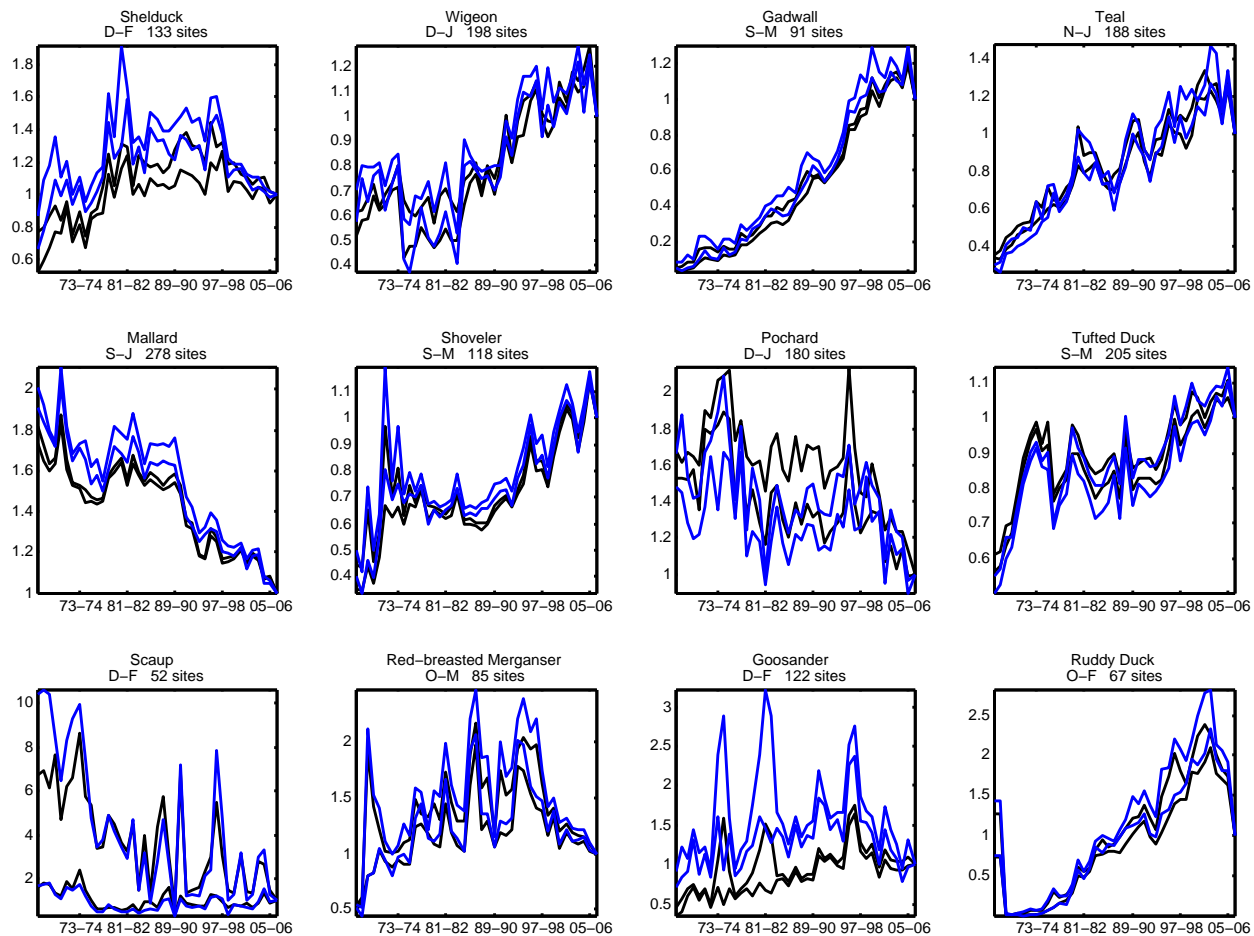 Shelduck
D−F 133 sites
1.8
1.6
1.4
1.2
1
0.8
0.6
73−74 81−82 89−90 97−98 05−06
Wigeon
D−J 198 sites
1.2
1.1
1
0.9
0.8
0.7
0.6
0.5
0.4
73−74 81−82 89−90 97−98 05−06
Gadwall
S−M 91 sites
1.2
1
0.8
0.6
0.4
0.2
73−74 81−82 89−90 97−98 05−06
Teal
N−J 188 sites
1.4
1.2
1
0.8
0.6
0.4
73−74 81−82 89−90 97−98 05−06
Mallard
S−J 278 sites
2
1.8
1.6
1.4
1.2
1
73−74 81−82 89−90 97−98 05−06
Shoveler
S−M 118 sites
1.1
1
0.9
0.8
0.7
0.6
0.5
0.4
73−74 81−82 89−90 97−98 05−06
Pochard
D−J 180 sites
2
1.8
1.6
1.4
1.2
1
73−74 81−82 89−90 97−98 05−06
Tufted Duck
S−M 205 sites
1.1
1
0.9
0.8
0.7
0.6
73−74 81−82 89−90 97−98 05−06
Scaup
D−F 52 sites
10
8
6
4
2
73−74 81−82 89−90 97−98 05−06
Red−breasted Merganser
O−M 85 sites
2
1.5
1
0.5
73−74 81−82 89−90 97−98 05−06
Goosander
D−F 122 sites
3
2.5
2
1.5
1
0.5
73−74 81−82 89−90 97−98 05−06
Ruddy Duck
O−F 67 sites
2.5
2
1.5
1
0.5
73−74 81−82 89−90 97−98 05−06